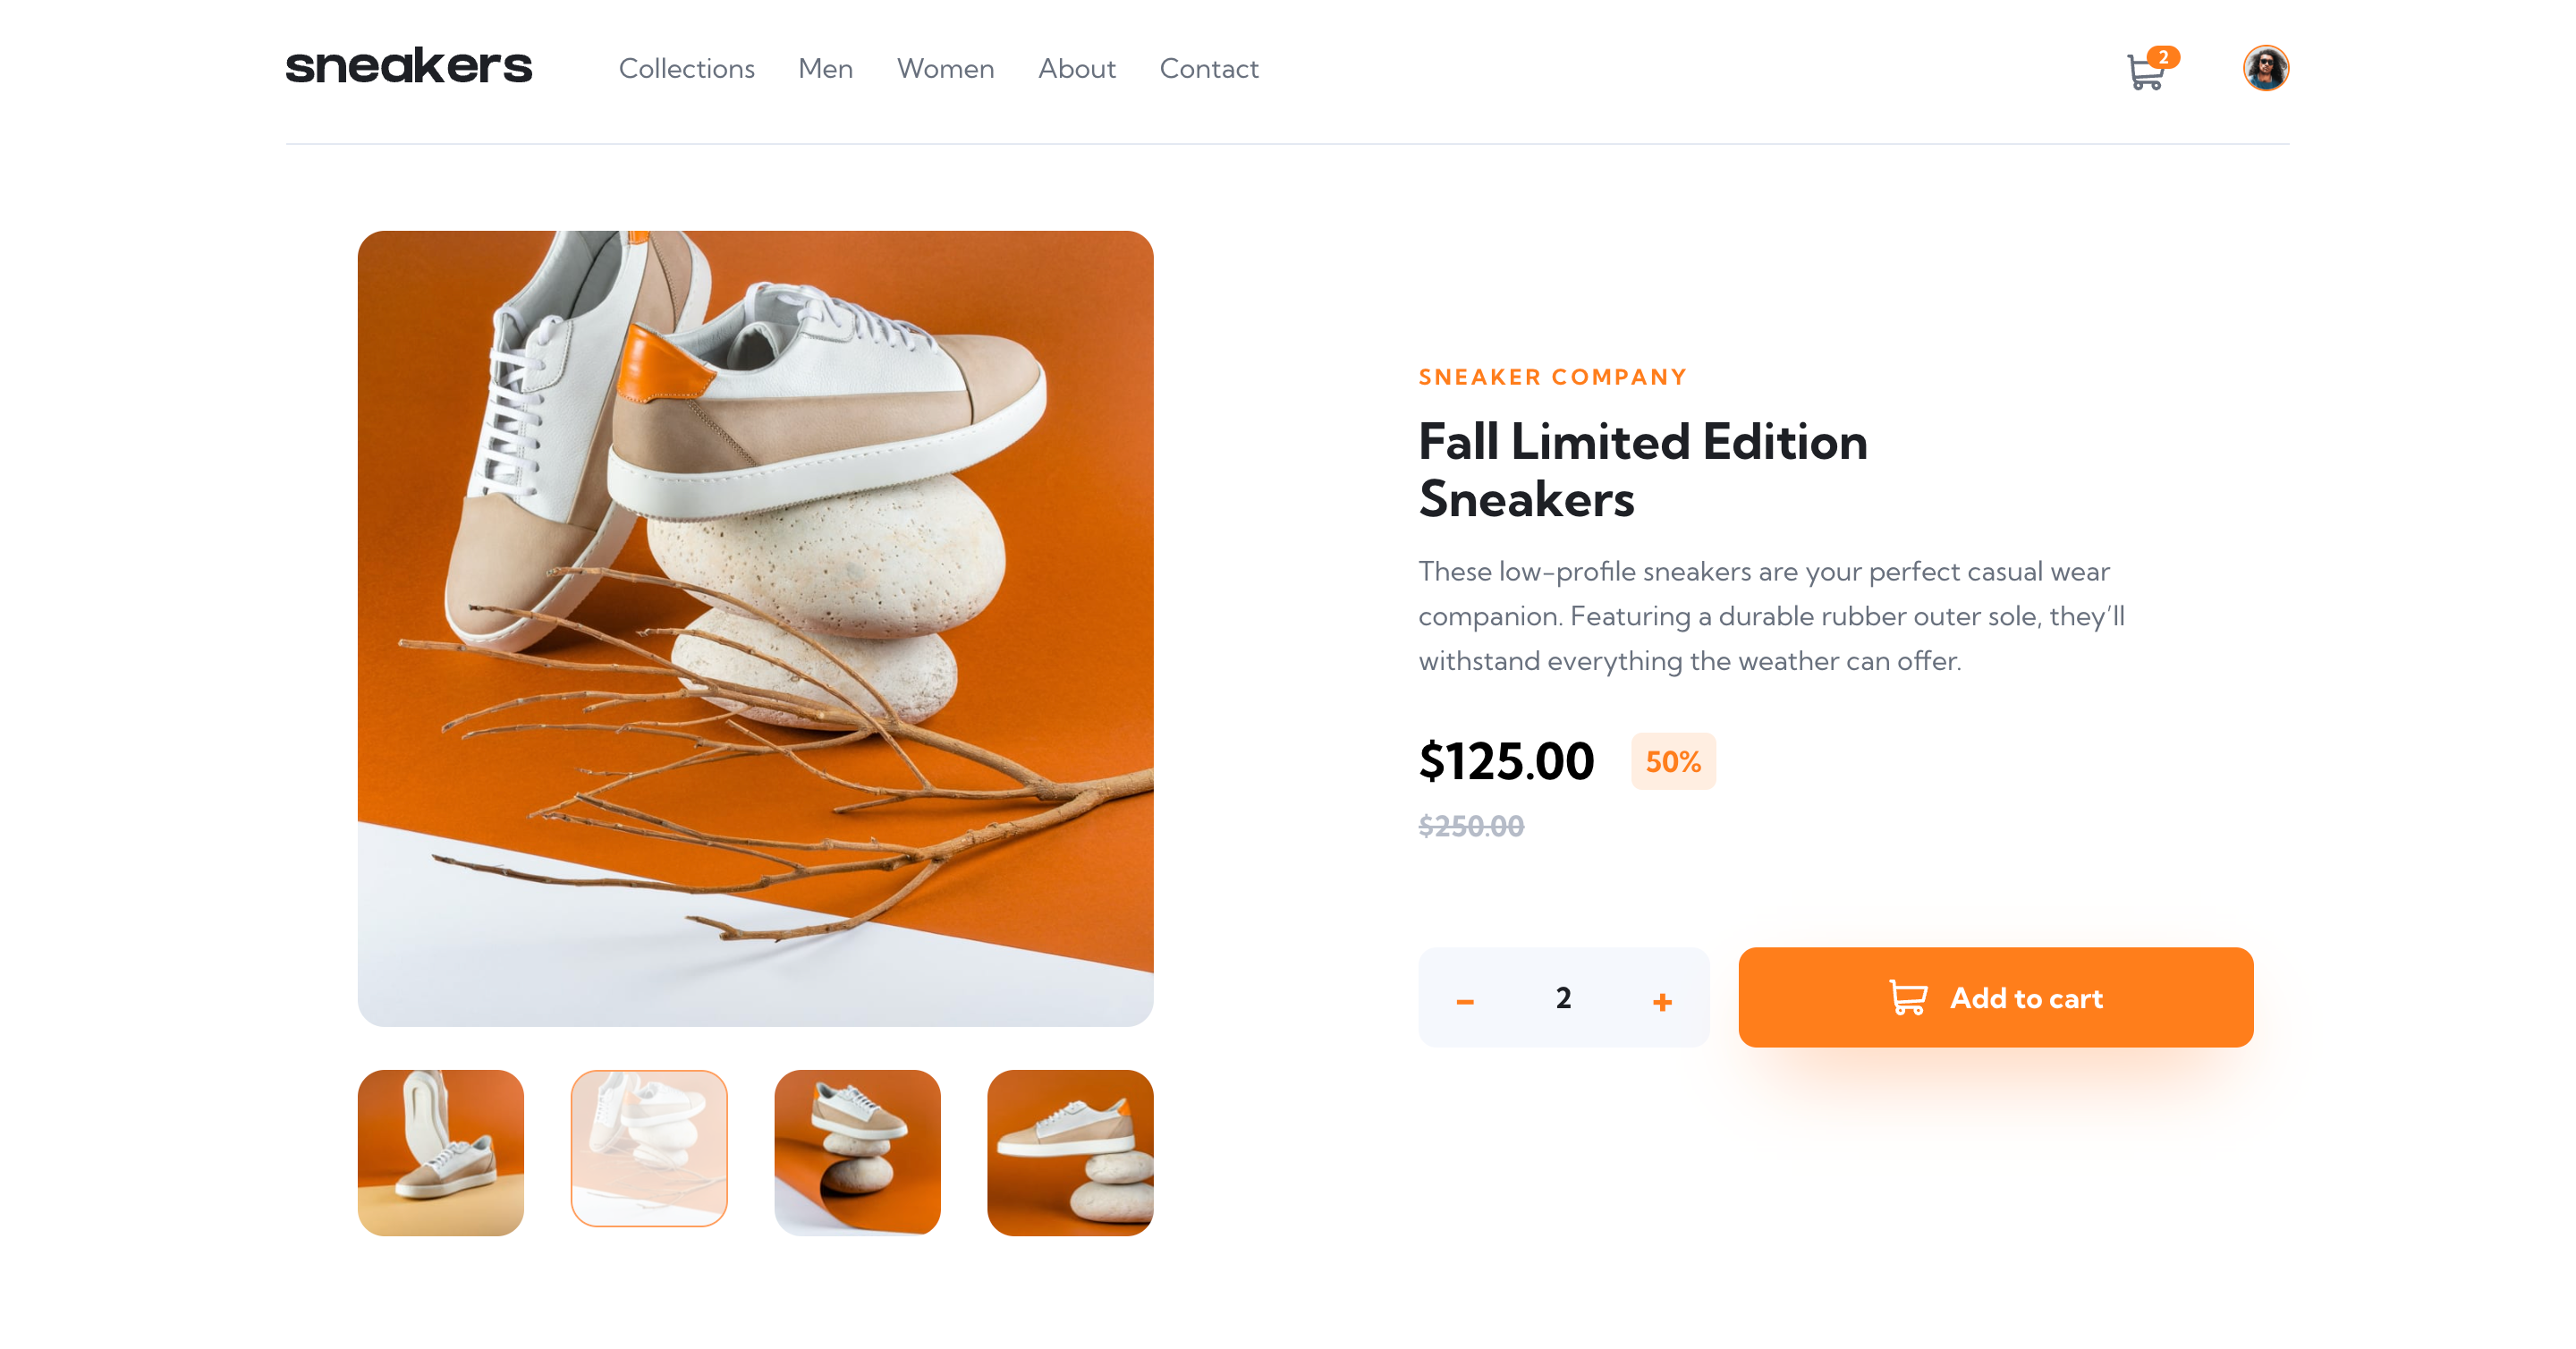 sneakers
Collections Men Women About Contact
2
SNEAKER COMPANY
Fall Limited Edition
Sneakers
These low-profile sneakers are your perfect casual wear
companion. Featuring a durable rubber outer sole, they’ll
withstand everything the weather can offer.
$125.00 50%
$250.00
− 2 +
Add to cart